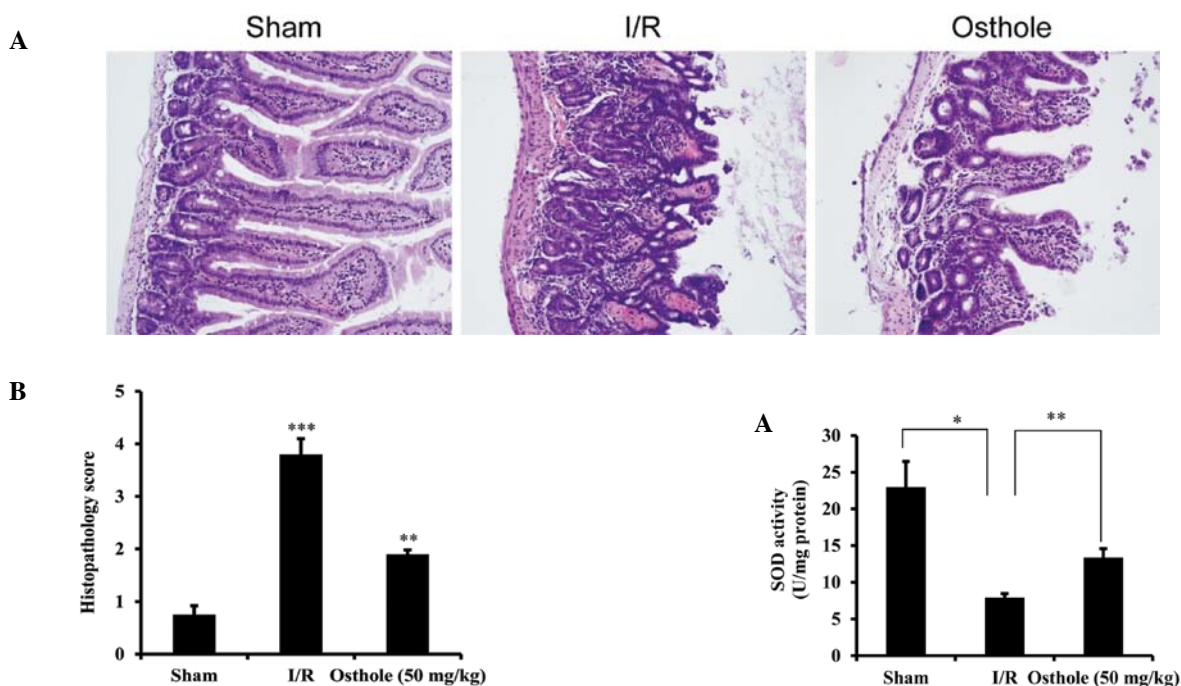 Sham I/R Osthole
A
B
5
4
3
2
1
0
Histopathology score
***
**
Sham I/R Osthole (50 mg/kg)
A
30
25
20
15
10
5
0
SOD activity
(U/mg protein)
*
**
Sham I/R Osthole (50 mg/kg)